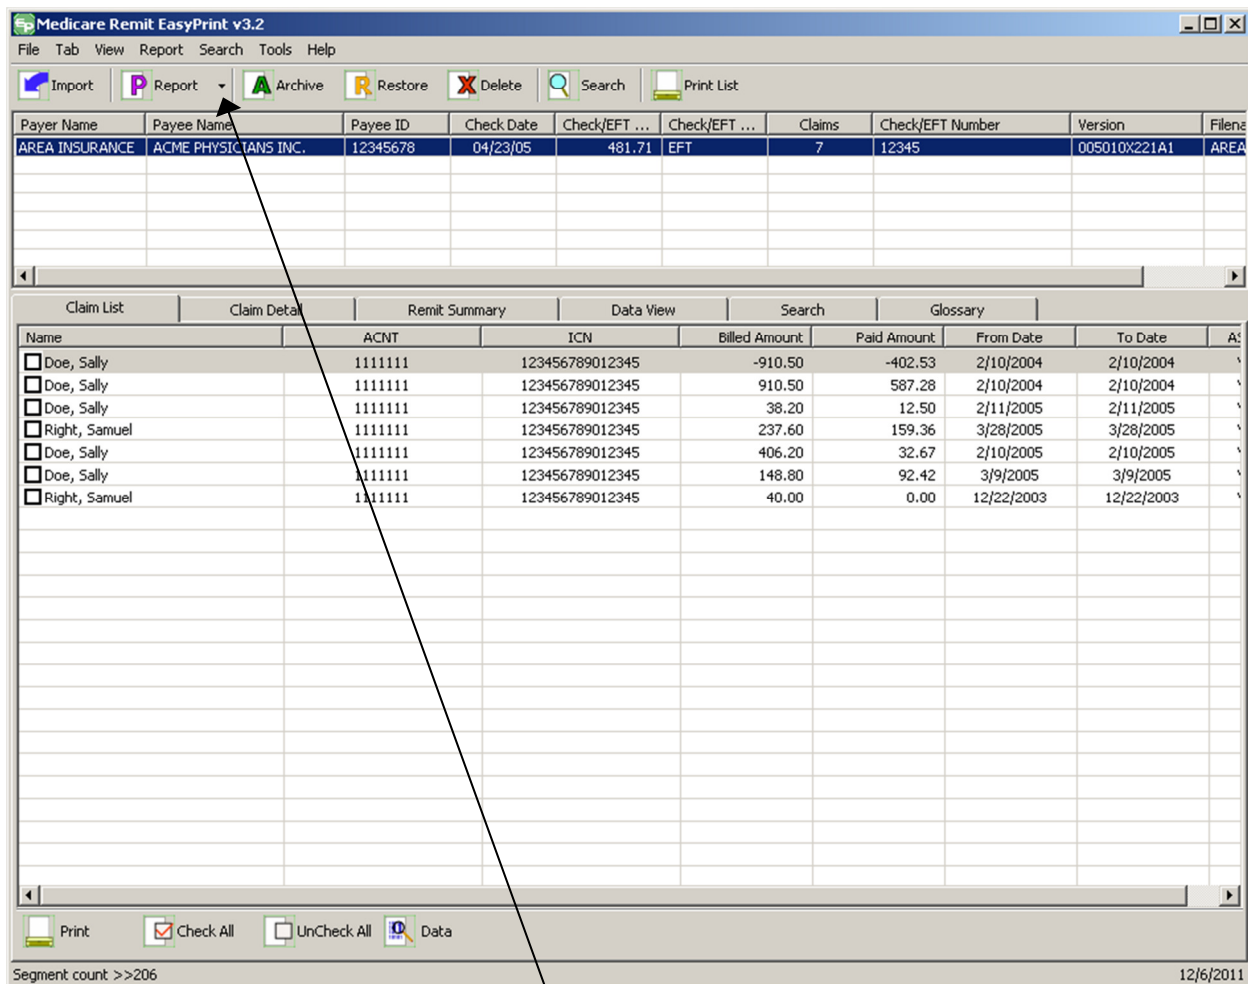 Medicare Remit EasyPrint v3.2
File Tab View Report Search Tools Help
Import Report Archive Restore Delete Search Print List
Payer Name Payee Name Payee ID Check Date Check/EFT ... Check/EFT ... Claims Check/EFT Number Version Filena
AREA INSURANCE ACME PHYSICIANS INC. 12345678 04/23/05 481.71 EFT 7 12345 005010X221A1 AREA
Claim List Claim Detail Remit Summary Data View Search Glossary
Name ACNT ICN Billed Amount Paid Amount From Date To Date AS
Doe, Sally 1111111 123456789012345 -910.50 -402.53 2/10/2004 2/10/2004
Doe, Sally 1111111 123456789012345 910.50 587.28 2/10/2004 2/10/2004
Doe, Sally 1111111 123456789012345 38.20 12.50 2/11/2005 2/11/2005
Right, Samuel 1111111 123456789012345 237.60 159.36 3/28/2005 3/28/2005
Doe, Sally 1111111 123456789012345 406.20 32.67 2/10/2005 2/10/2005
Doe, Sally 1111111 123456789012345 148.80 92.42 3/9/2005 3/9/2005
Right, Samuel 1111111 123456789012345 40.00 0.00 12/22/2003 12/22/2003
Print Check All UnCheck All Data
Segment count >>206 12/6/2011